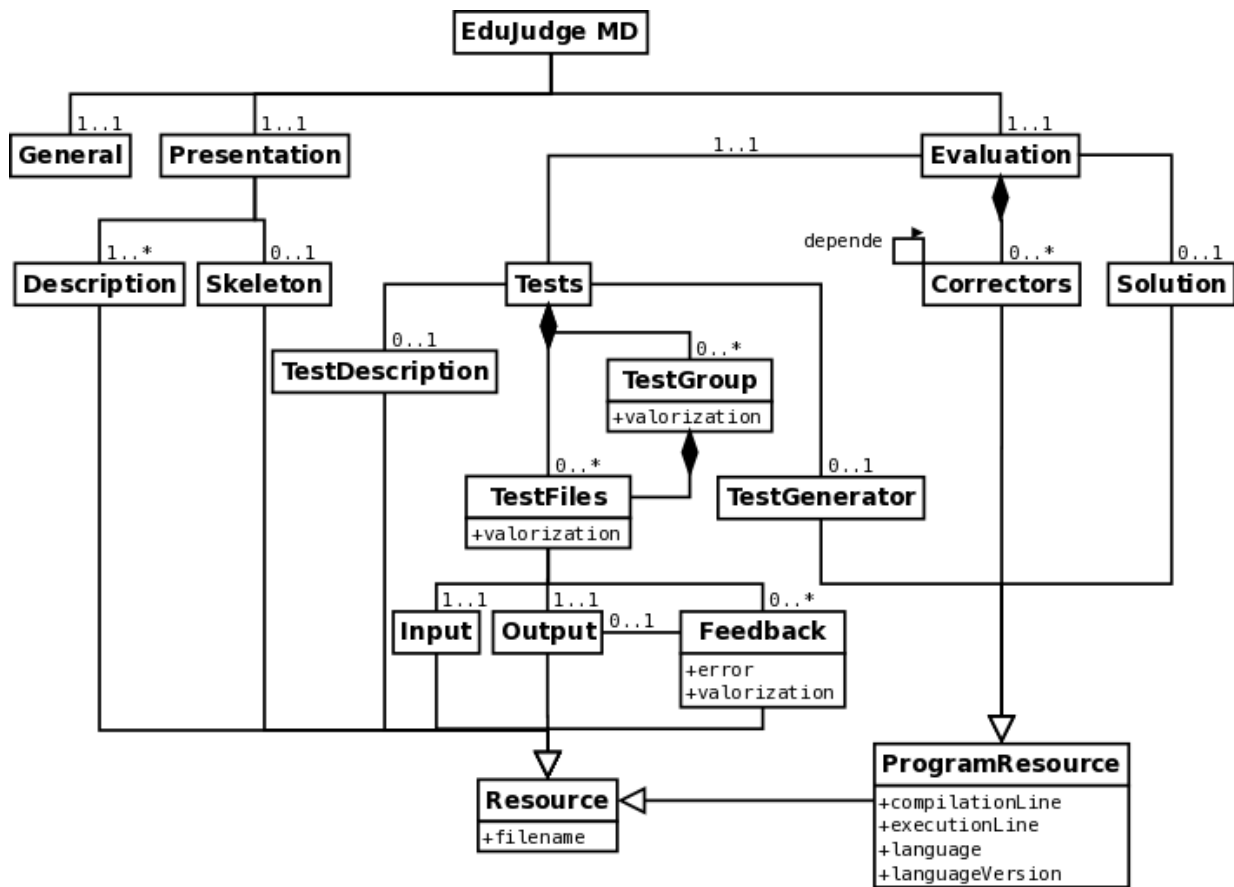 EduJudge MD
1..1
1..1
1..1
General
Presentation
1..1
Evaluation
1..*
0..1
depende
0..*
0..1
Description
Skeleton
Tests
Correctors
Solution
0..1
0..*
TestDescription
TestGroup
+valorization
0..*
0..1
TestFiles
+valorization
TestGenerator
1..1
1..1
0..1
0..*
Input
Output
Feedback
+error
+valorization
ProgramResource
+compilationLine
+executionLine
+language
+languageVersion
Resource
+filename